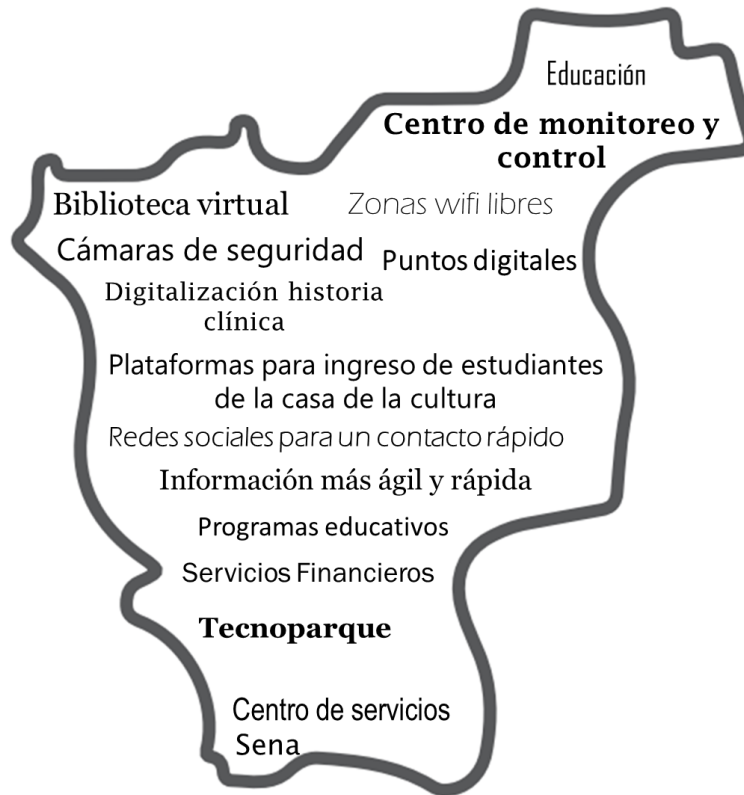 Educación
Centro de monitoreo y
control
Biblioteca virtual
Zonas wifi libres
Cámaras de seguridad
Puntos digitales
Digitalización historia
clínica
Plataformas para ingreso de estudiantes
de la casa de la cultura
Redes sociales para un contacto rápido
Información más ágil y rápida
Programas educativos
Servicios Financieros
Tecnoparque
Centro de servicios
Sena